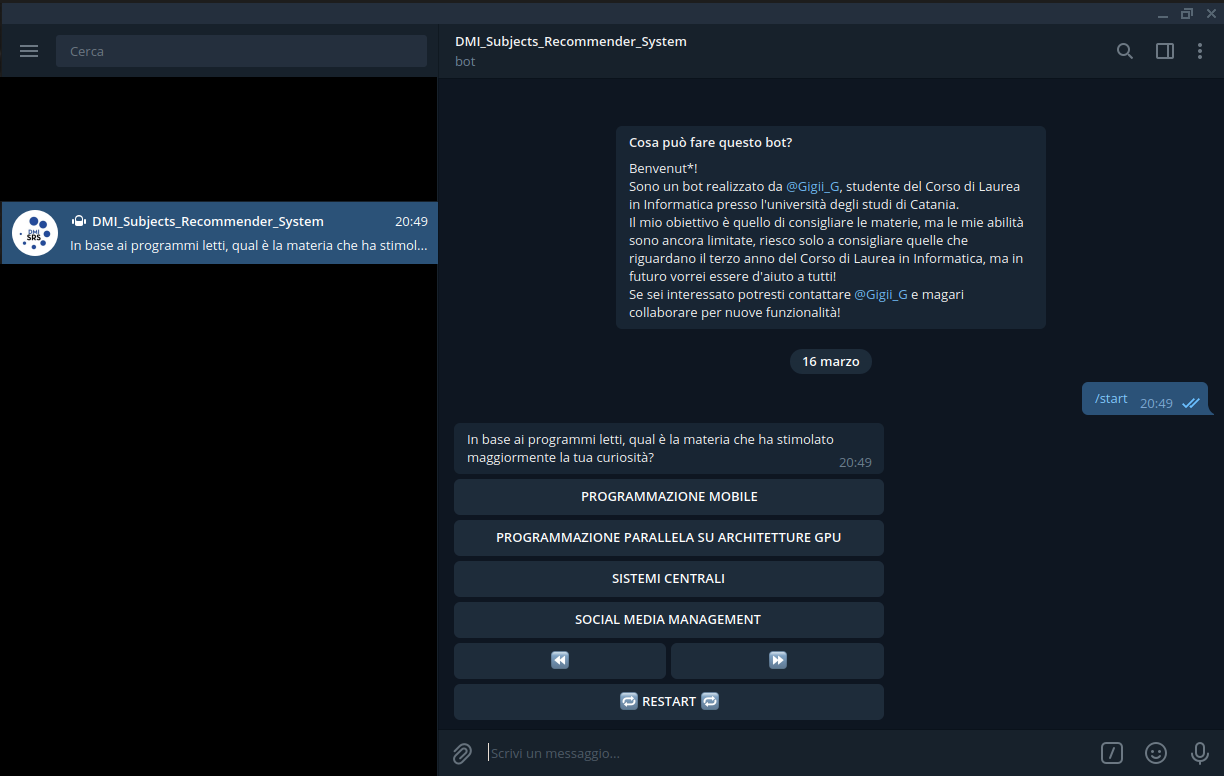 Cerca
DMI_Subjects_Recommender_System
bot
DMI
SRS
DMI_Subjects_Recommender_System 20:49
In base ai programmi letti, qual è la materia che ha stimol...
Cosa può fare questo bot?
Benvenut*!
Sono un bot realizzato da @Gigii_G, studente del Corso di Laurea
in Informatica presso l'università degli studi di Catania.
Il mio obiettivo è quello di consigliare le materie, ma le mie abilità
sono ancora limitate, riesco solo a consigliare quelle che
riguardano il terzo anno del Corso di Laurea in Informatica, ma in
futuro vorrei essere d'aiuto a tutti!
Se sei interessato potresti contattare @Gigii_G e magari
collaborare per nuove funzionalità!
16 marzo
/start 20:49
In base ai programmi letti, qual è la materia che ha stimolato
maggiormente la tua curiosità?
20:49
PROGRAMMAZIONE MOBILE
PROGRAMMAZIONE PARALLELA SU ARCHITETTURE GPU
SISTEMI CENTRALI
SOCIAL MEDIA MANAGEMENT
⏪ ⏩
🔁 RESTART 🔁
Scrivi un messaggio...